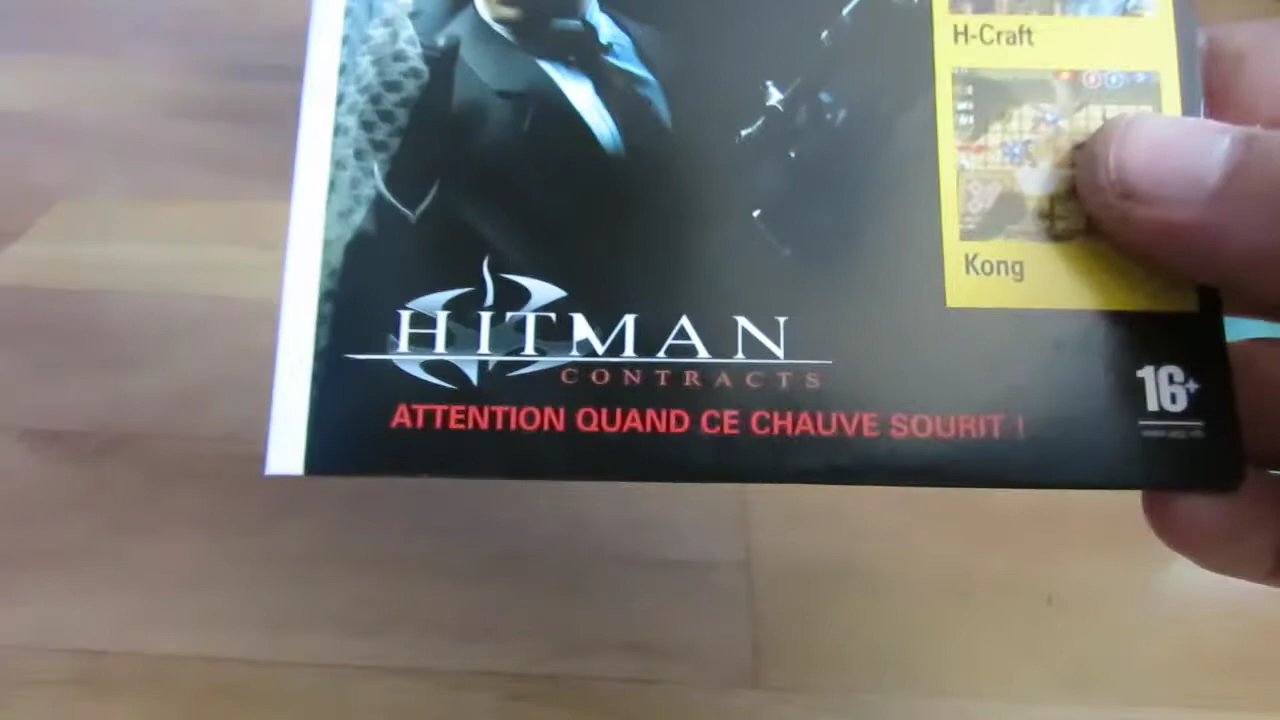 H-Craft
Kong
HITMAN
CONTRACTS
ATTENTION QUAND CE CHAUVE SOURIT !
16+